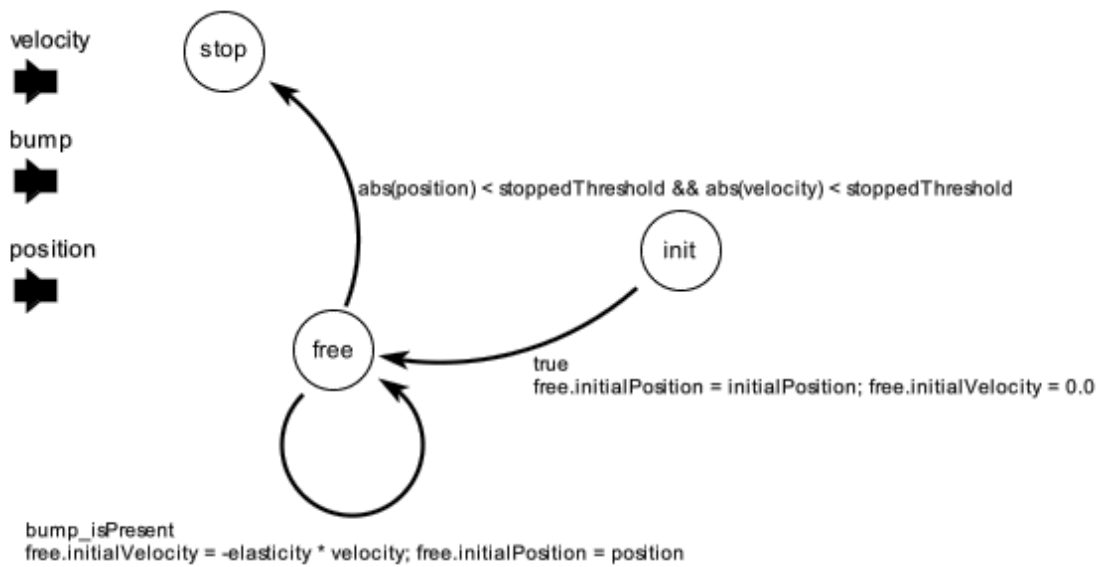 velocity
stop
bump
abs(position) < stoppedThreshold && abs(velocity) < stoppedThreshold
position
init
free
true
free.initialPosition = initialPosition; free.initialVelocity = 0.0
bump_isPresent
free.initialVelocity = -elasticity * velocity; free.initialPosition = position